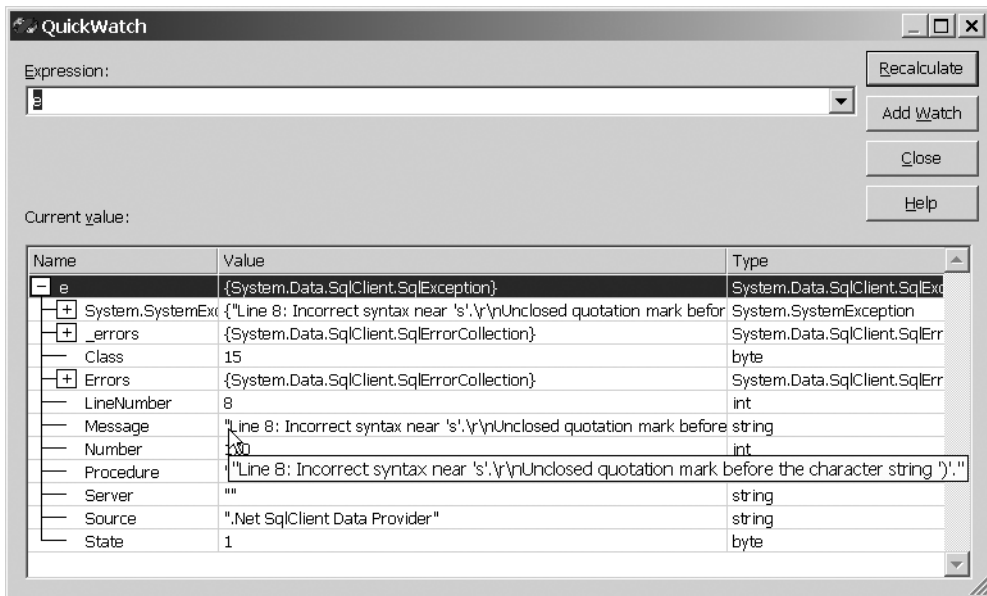 QuickWatch
Expression:
e
Recalculate
Add Watch
Close
Help
Current value:
Name Value Type
e {System.Data.SqlClient.SqlException} System.Data.SqlClient.SqlExc
System.SystemExc {"Line 8: Incorrect syntax near 's'.\r\nUnclosed quotation mark befor System.SystemException
_errors {System.Data.SqlClient.SqlErrorCollection} System.Data.SqlClient.SqlErr
Class 15 byte
Errors {System.Data.SqlClient.SqlErrorCollection} System.Data.SqlClient.SqlErr
LineNumber 8 int
Message "Line 8: Incorrect syntax near 's'.\r\nUnclosed quotation mark before string
Number int
Procedure
"Line 8: Incorrect syntax near 's'.\r\nUnclosed quotation mark before the character string ')'."
Server "" string
Source ".Net SqlClient Data Provider" string
State 1 byte